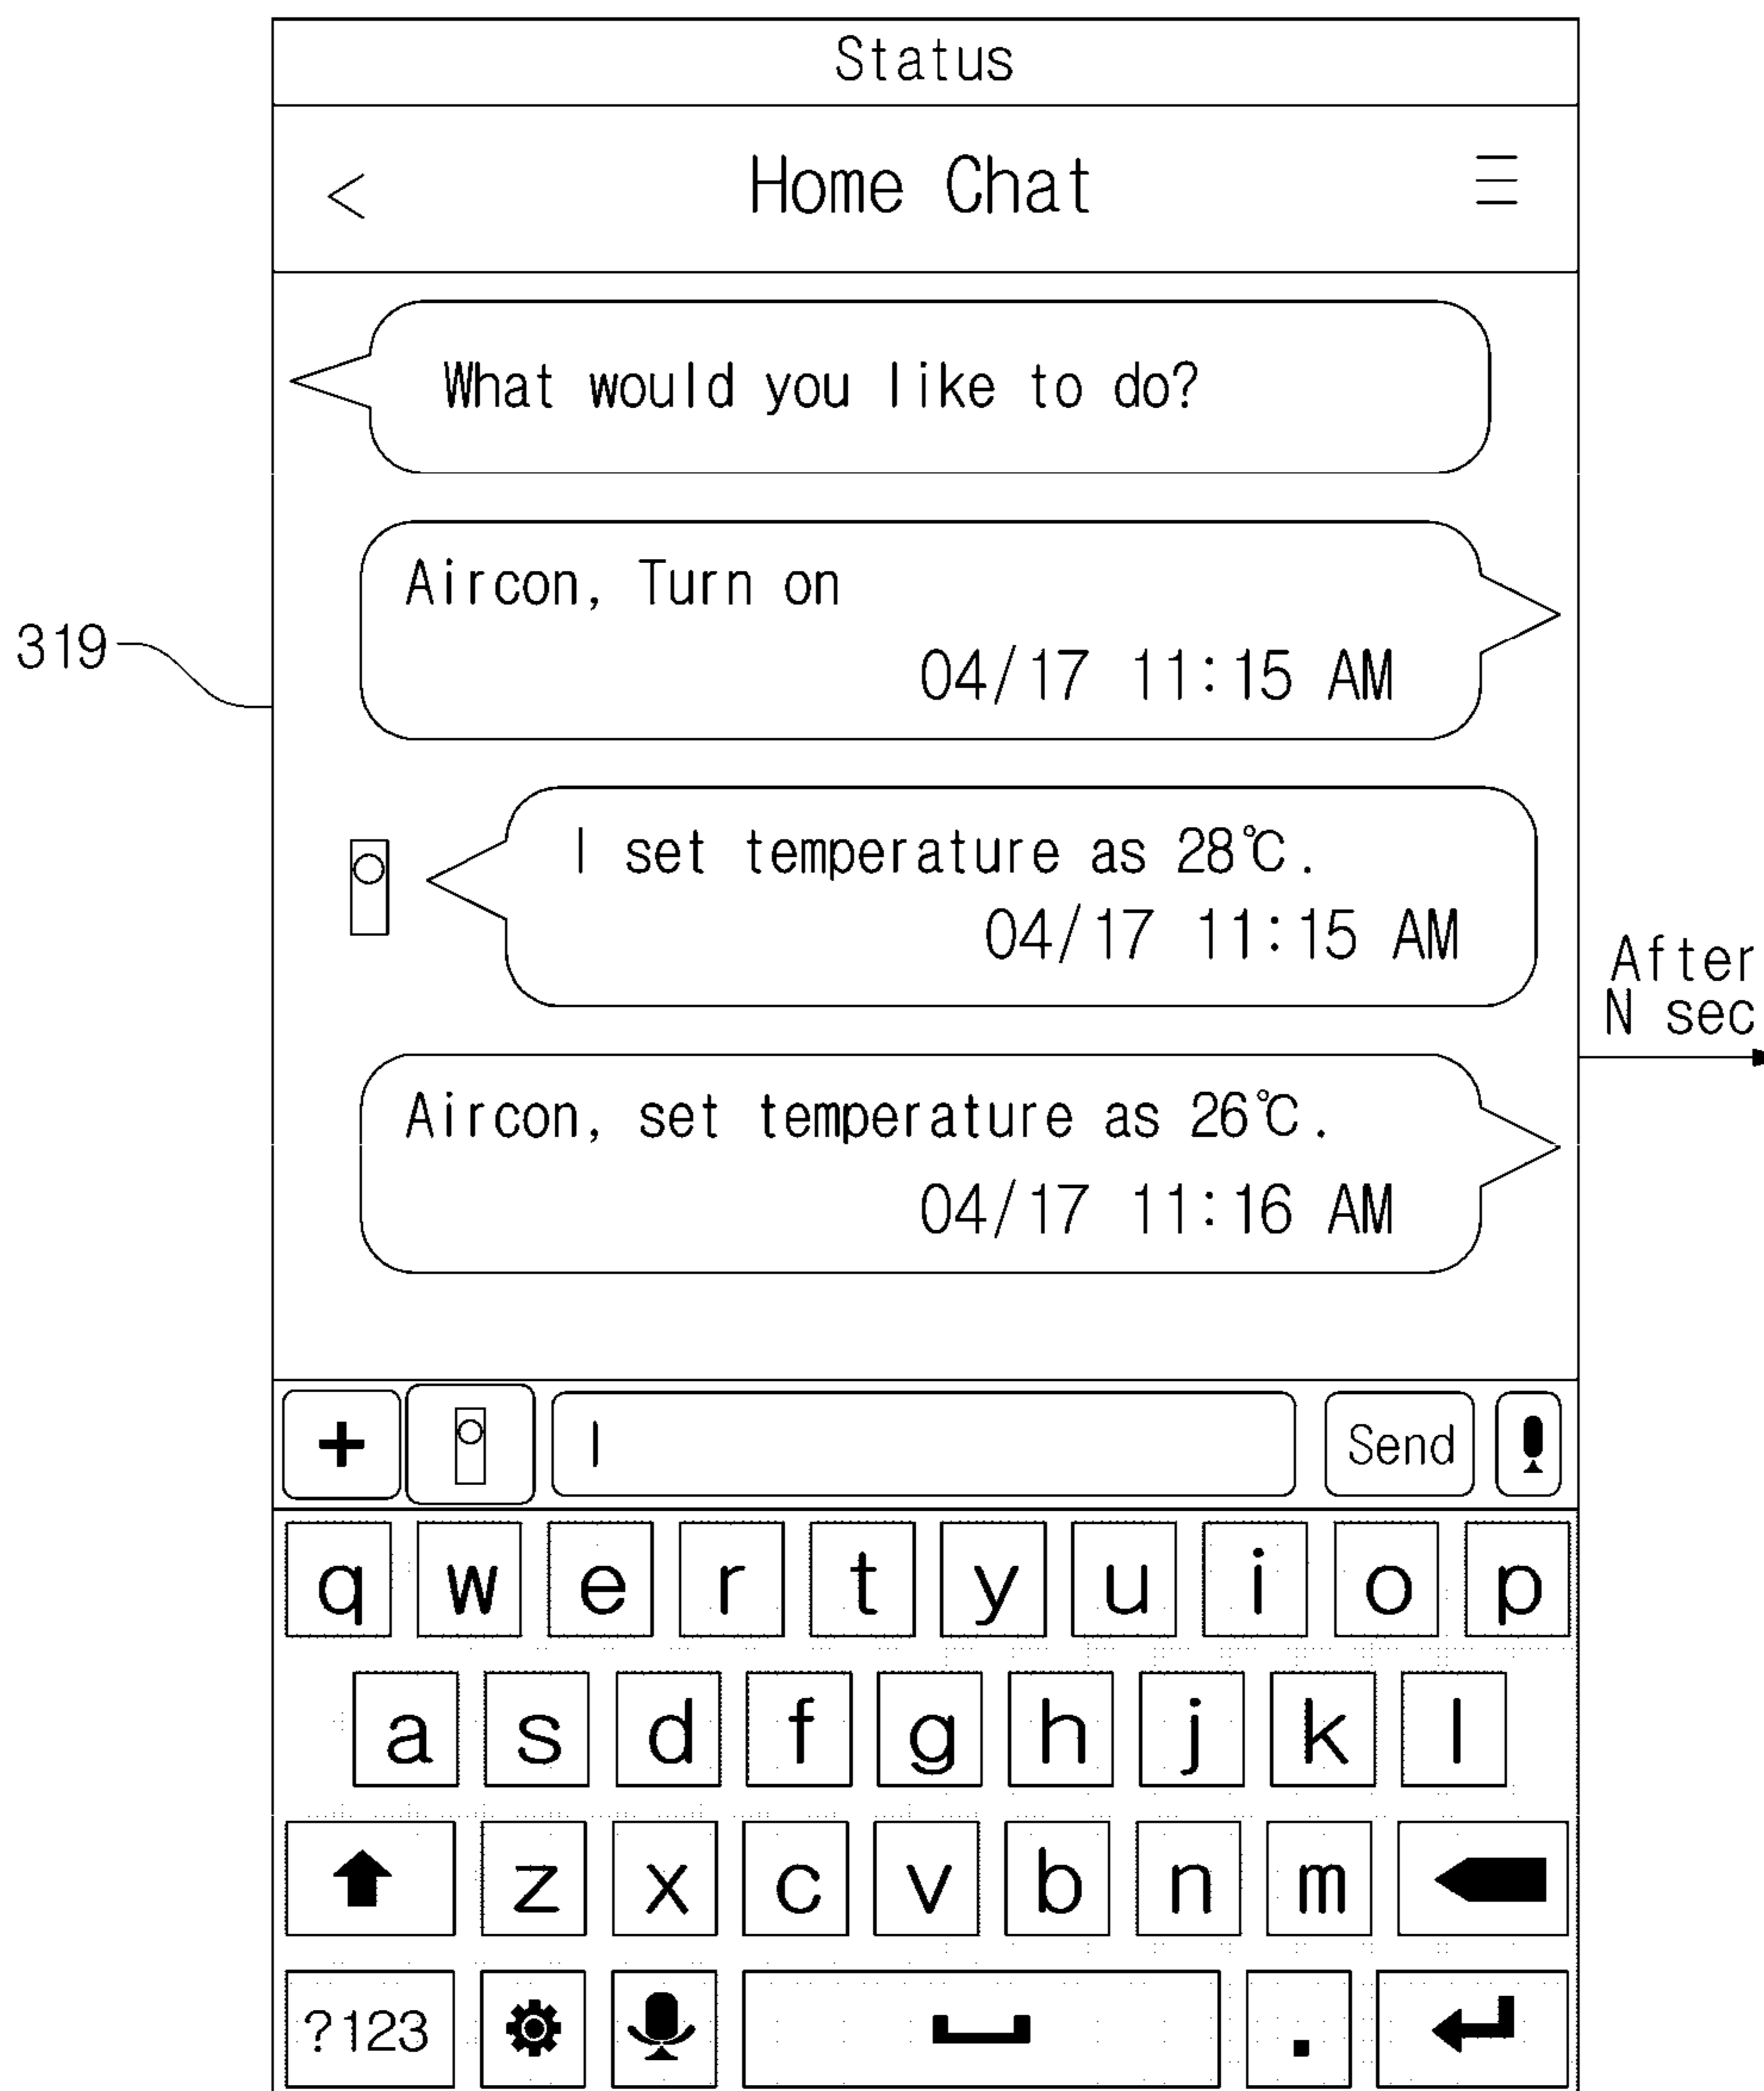 Status
< Home Chat
What would you like to do?
Aircon, Turn on
04/17 11:15 AM
319
I set temperature as 28℃.
04/17 11:15 AM
After
N sec
Aircon, set temperature as 26℃.
04/17 11:16 AM
+ Send
q w e r t y u i o p
a s d f g h j k l
z x c v b n m
?123 .